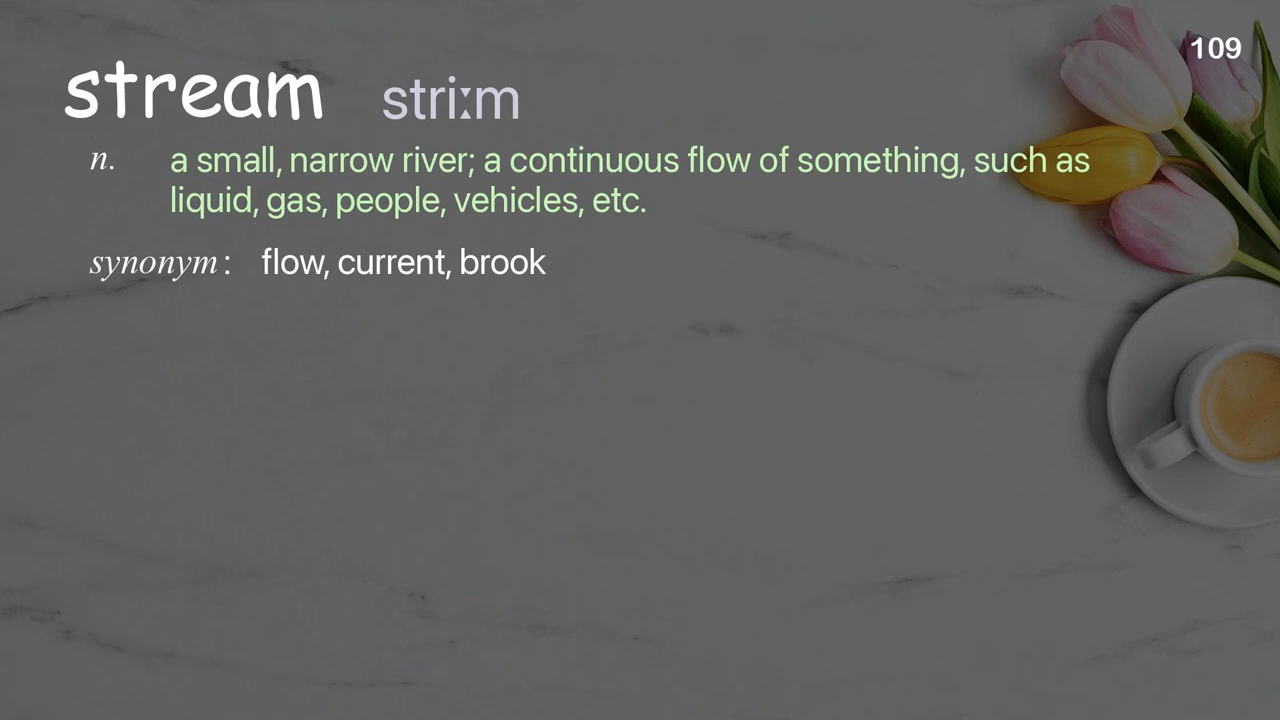 109
stream striːm
n. a small, narrow river; a continuous flow of something, such as
liquid, gas, people, vehicles, etc.
synonym : flow, current, brook